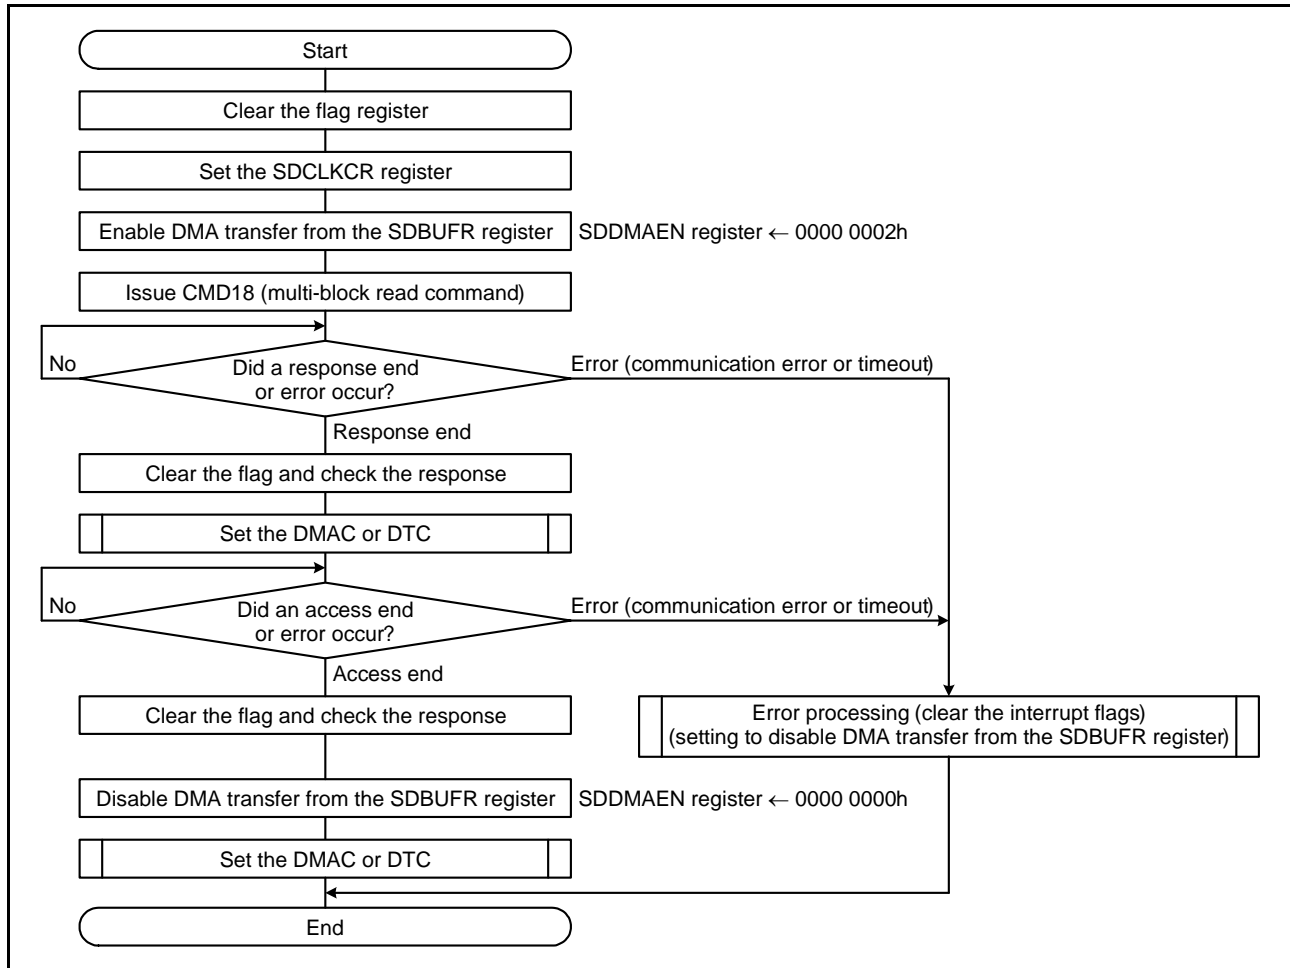 Start
Clear the flag register
Set the SDCLKCR register
Enable DMA transfer from the SDBUFR register
SDDMAEN register ← 0000 0002h
Issue CMD18 (multi-block read command)
No
Did a response end
or error occur?
Error (communication error or timeout)
Response end
Clear the flag and check the response
Set the DMAC or DTC
No
Did an access end
or error occur?
Error (communication error or timeout)
Access end
Clear the flag and check the response
Error processing (clear the interrupt flags)
(setting to disable DMA transfer from the SDBUFR register)
Disable DMA transfer from the SDBUFR register
SDDMAEN register ← 0000 0000h
Set the DMAC or DTC
End